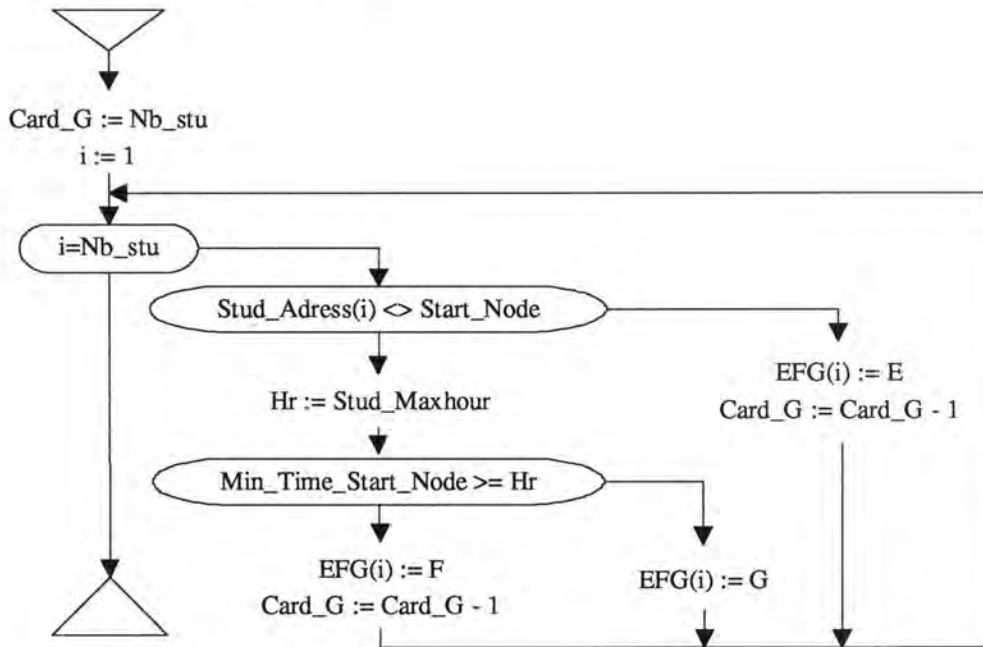 Card_G := Nb_stu
i := 1
i=Nb_stu
Stud_Adress(i) <> Start_Node
EFG(i) := E
Card_G := Card_G - 1
Hr := Stud_Maxhour
Min_Time_Start_Node >= Hr
EFG(i) := F
Card_G := Card_G - 1
EFG(i) := G